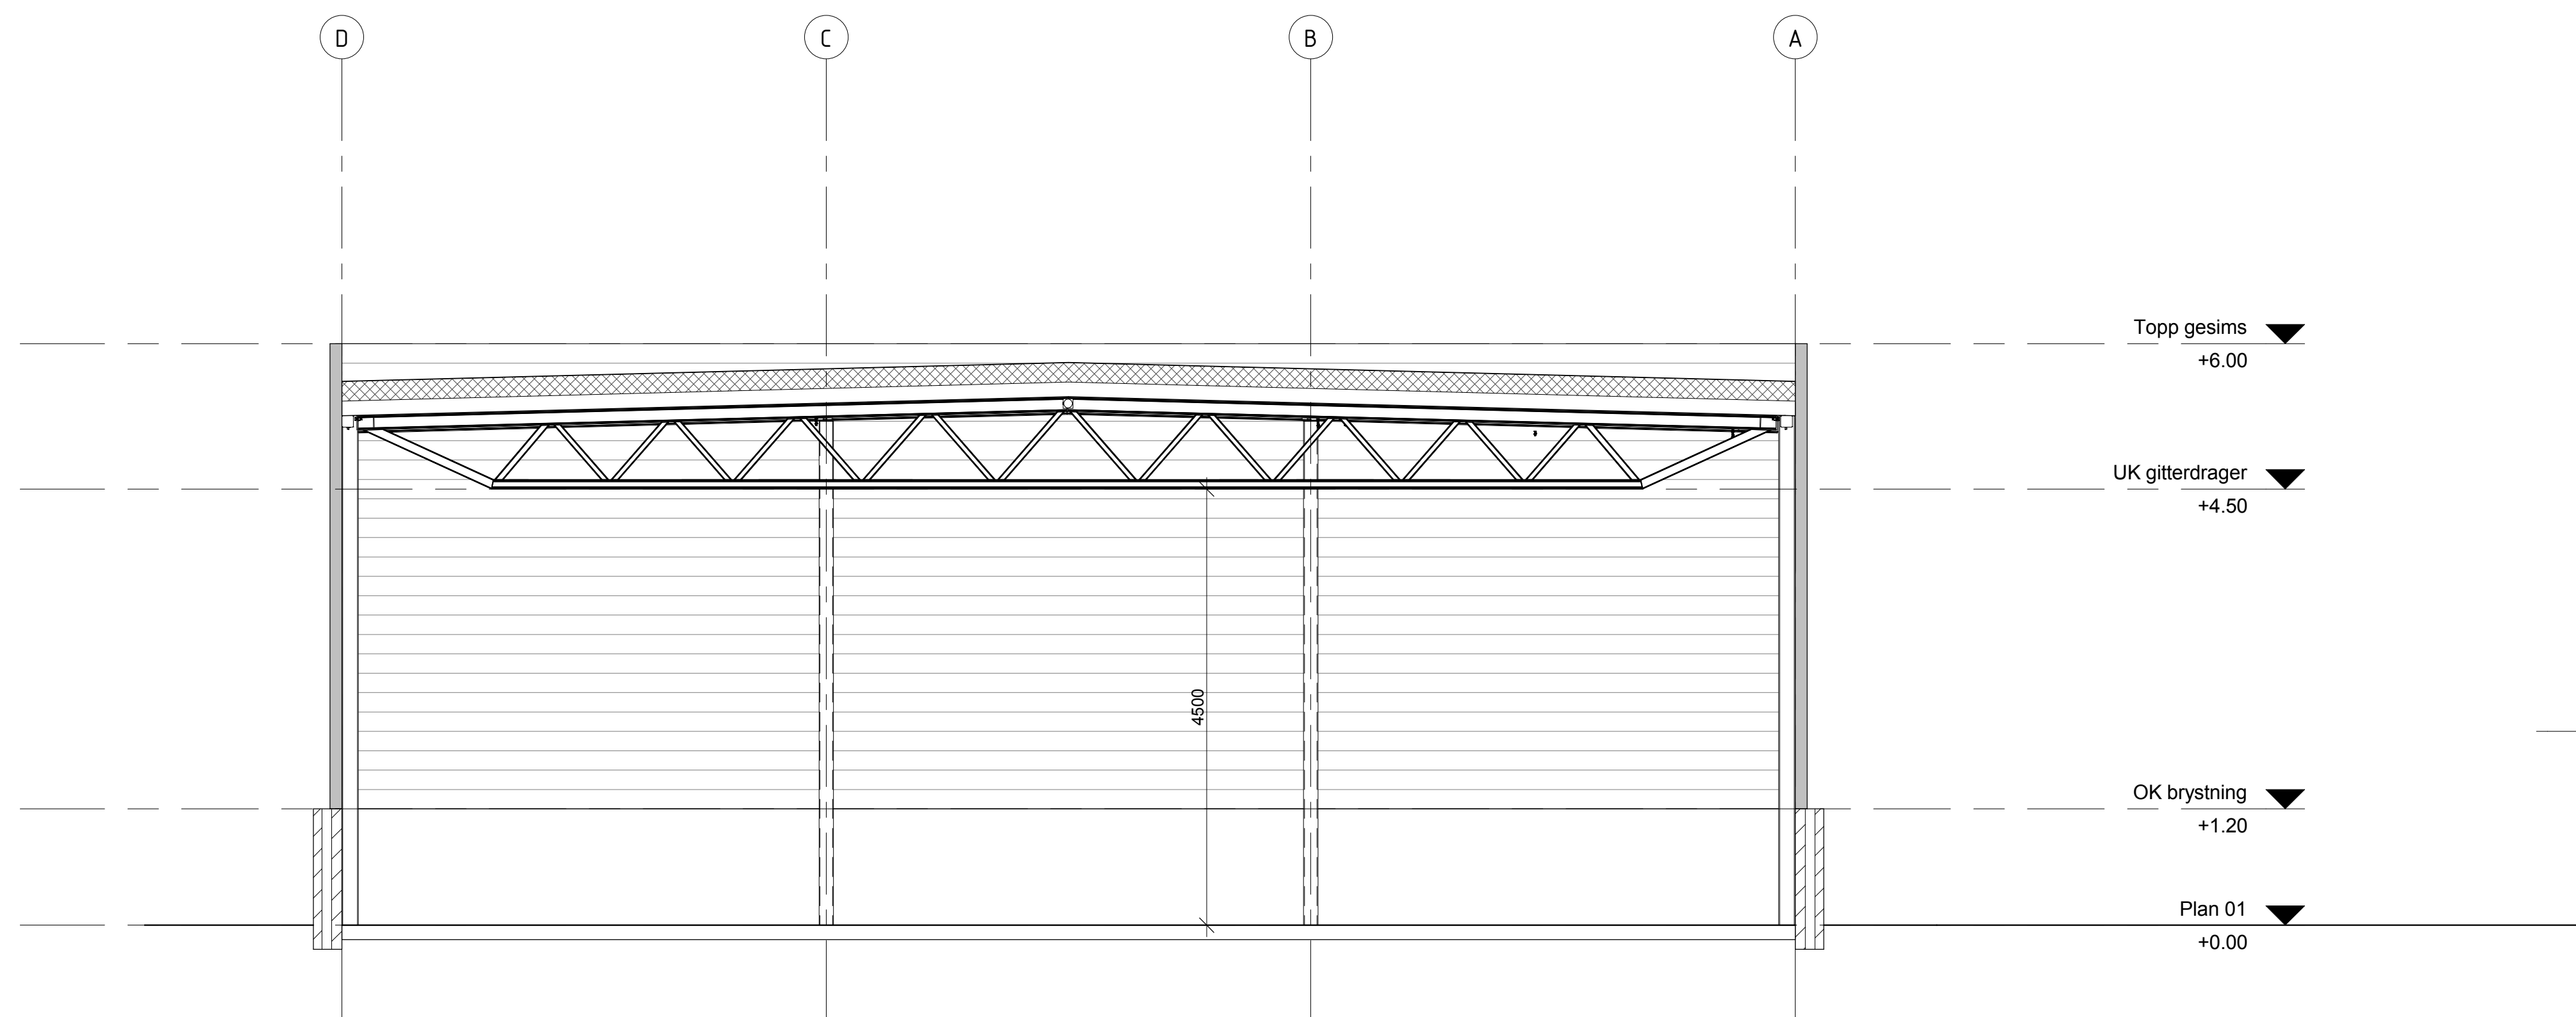 D
C
B
A
Topp gesims
+6.00
UK gitterdrager
+4.50
4500
OK brystning
+1.20
Plan 01
+0.00